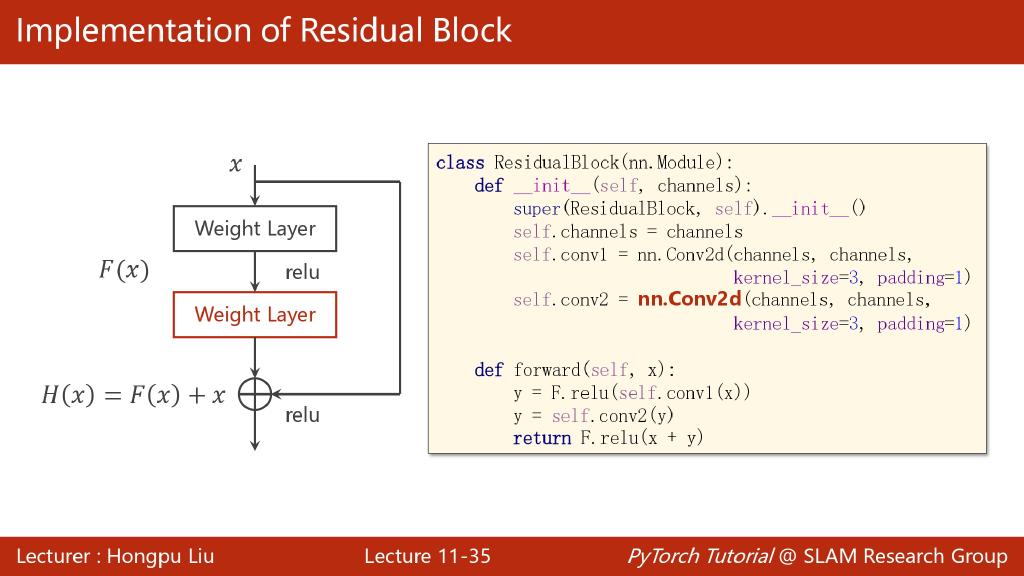 Implementation of Residual Block
x
Weight Layer
F(x)
relu
Weight Layer
H(x) = F(x) + x
relu
class ResidualBlock(nn.Module):
    def __init__(self, channels):
        super(ResidualBlock, self).__init__()
        self.channels = channels
        self.conv1 = nn.Conv2d(channels, channels,
                               kernel_size=3, padding=1)
        self.conv2 = nn.Conv2d(channels, channels,
                               kernel_size=3, padding=1)
    def forward(self, x):
        y = F.relu(self.conv1(x))
        y = self.conv2(y)
        return F.relu(x + y)
Lecturer : Hongpu Liu
Lecture 11-35
PyTorch Tutorial @ SLAM Research Group